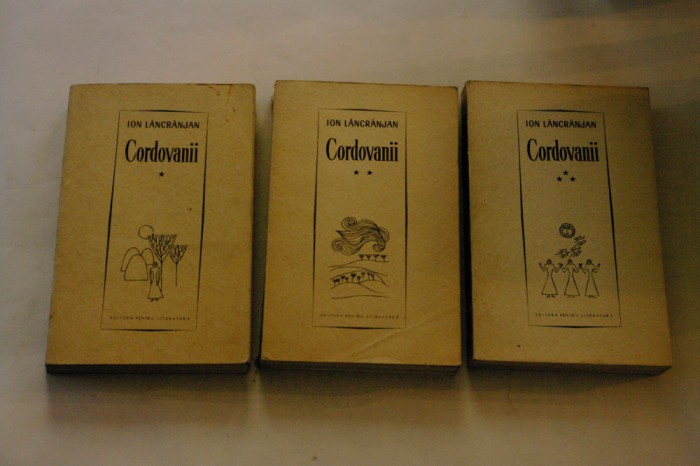 ION LĂNCRĂNJAN
Cordovanii
*
EDITURA PENTRU LITERATURĂ
ION LĂNCRĂNJAN
Cordovanii
* *
EDITURA PENTRU LITERATURĂ
ION LĂNCRĂNJAN
Cordovanii
* * *
EDITURA PENTRU LITERATURĂ